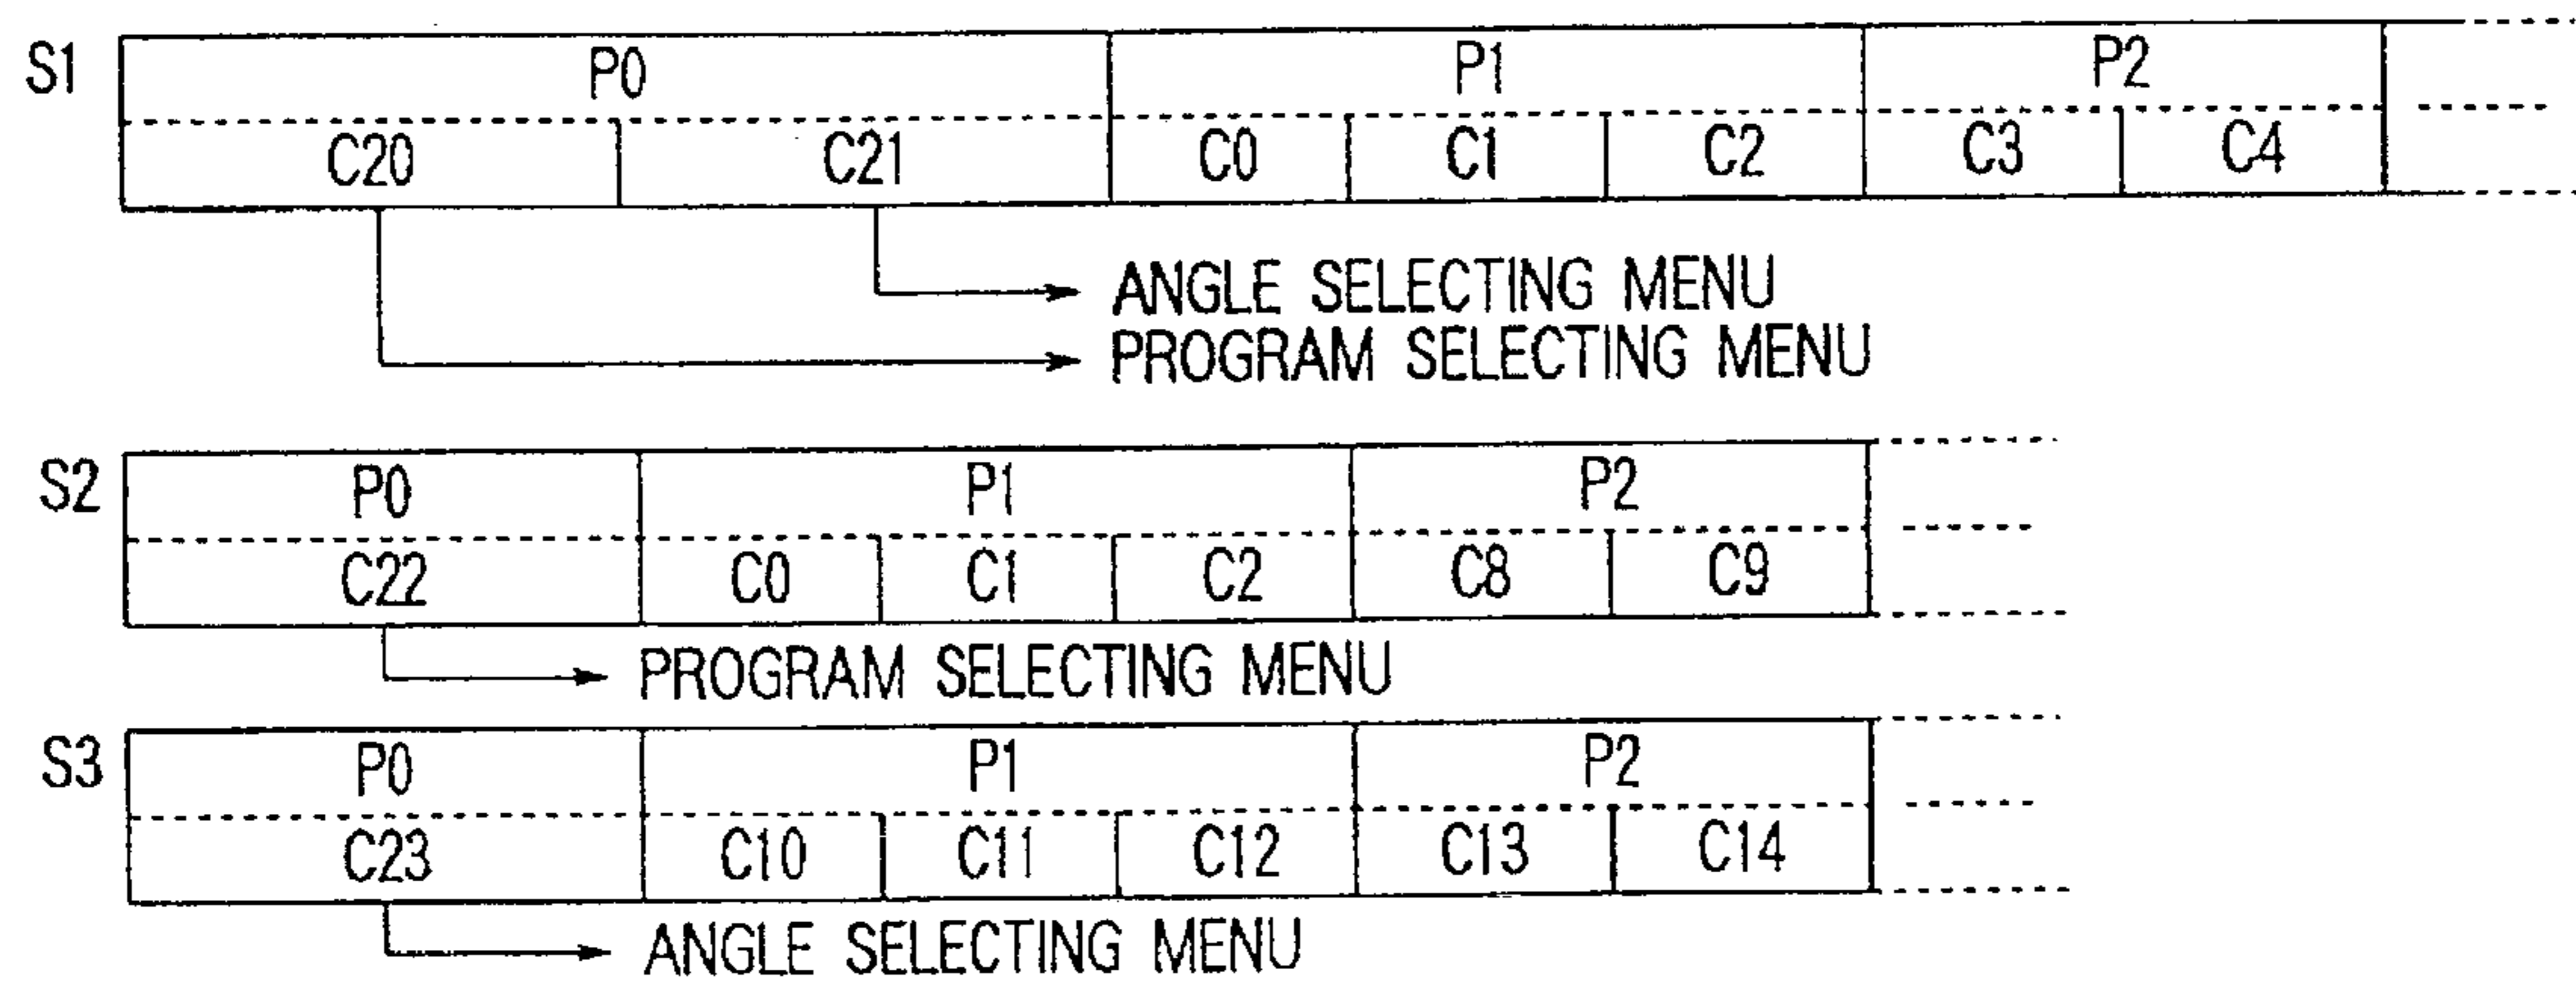 S1 P0 P1 P2
C20 C21 C0 C1 C2 C3 C4
ANGLE SELECTING MENU
PROGRAM SELECTING MENU
S2 P0 P1 P2
C22 C0 C1 C2 C8 C9
PROGRAM SELECTING MENU
S3 P0 P1 P2
C23 C10 C11 C12 C13 C14
ANGLE SELECTING MENU